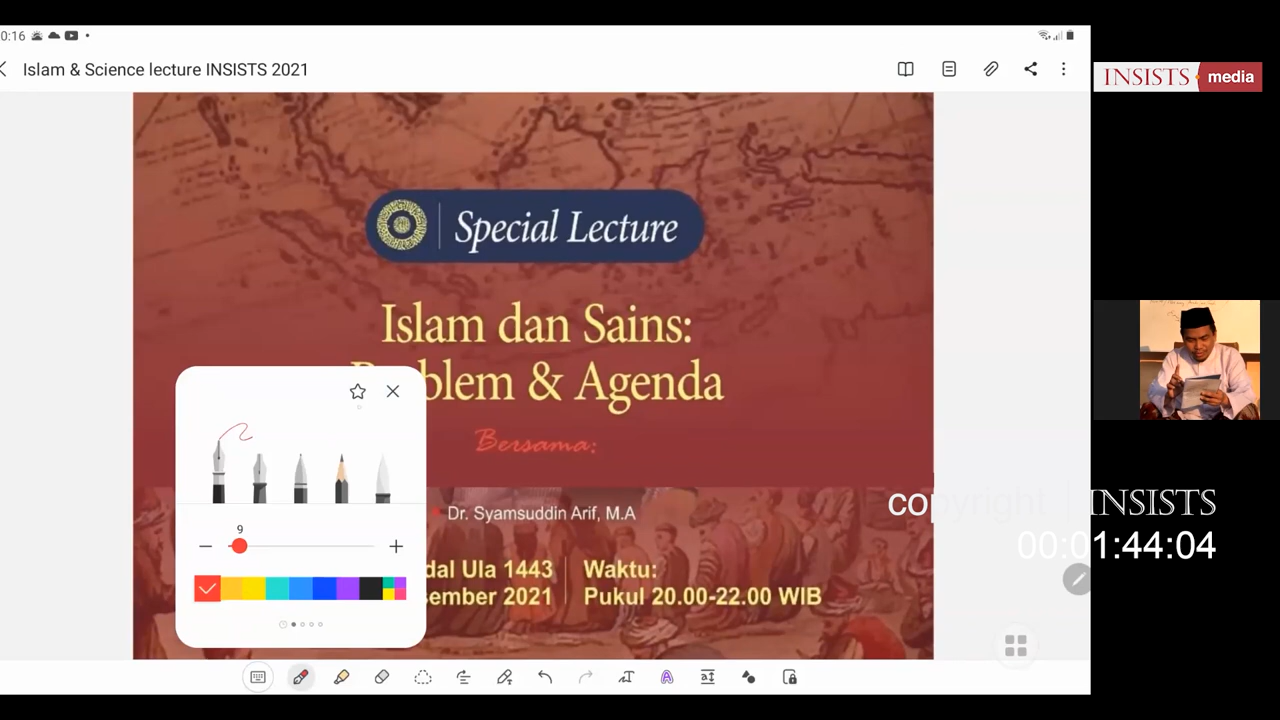 0:16
Islam & Science lecture INSISTS 2021
INSISTS media
Special Lecture
Islam dan Sains:
blem & Agenda
Bersama:
Dr. Syamsuddin Arif, M.A
9
dal Ula 1443
ember 2021
Waktu:
Pukul 20.00-22.00 WIB
copyright INSISTS
00:01:44:04